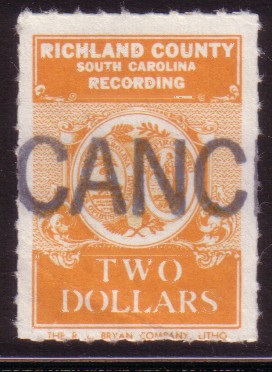 RICHLAND COUNTY
SOUTH CAROLINA
RECORDING
CANC
TWO
DOLLARS
THE R. L. BRYAN COMPANY, LITHO